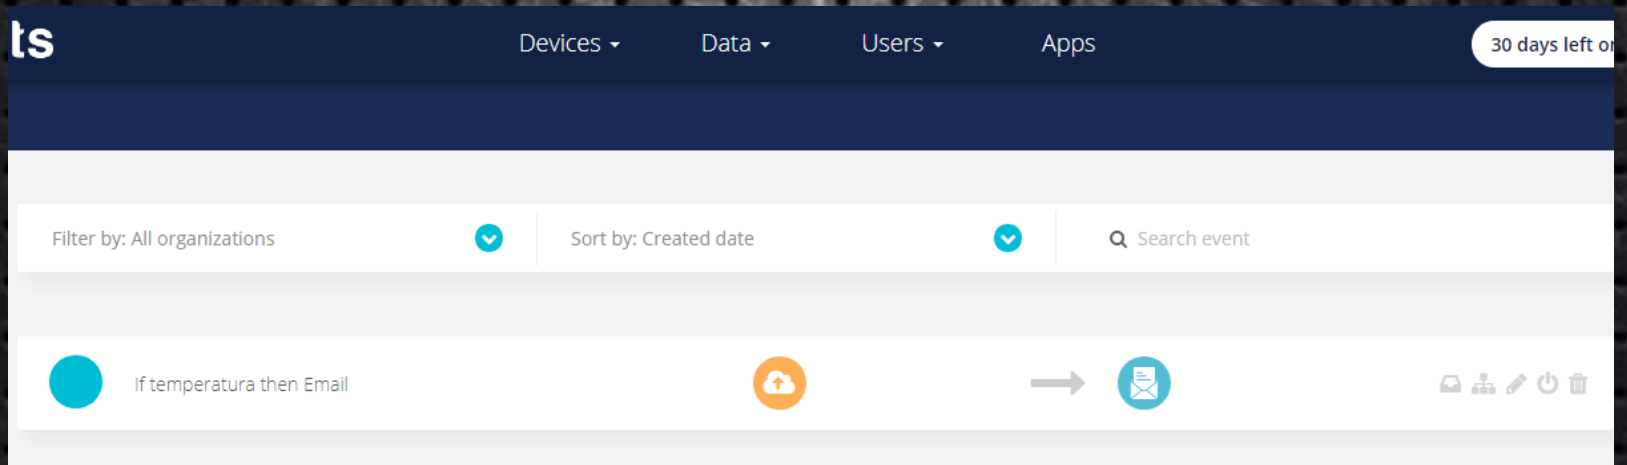 ts
Devices
Data
Users
Apps
30 days left
Filter by: All organizations
Sort by: Created date
Search event
If temperatura then Email